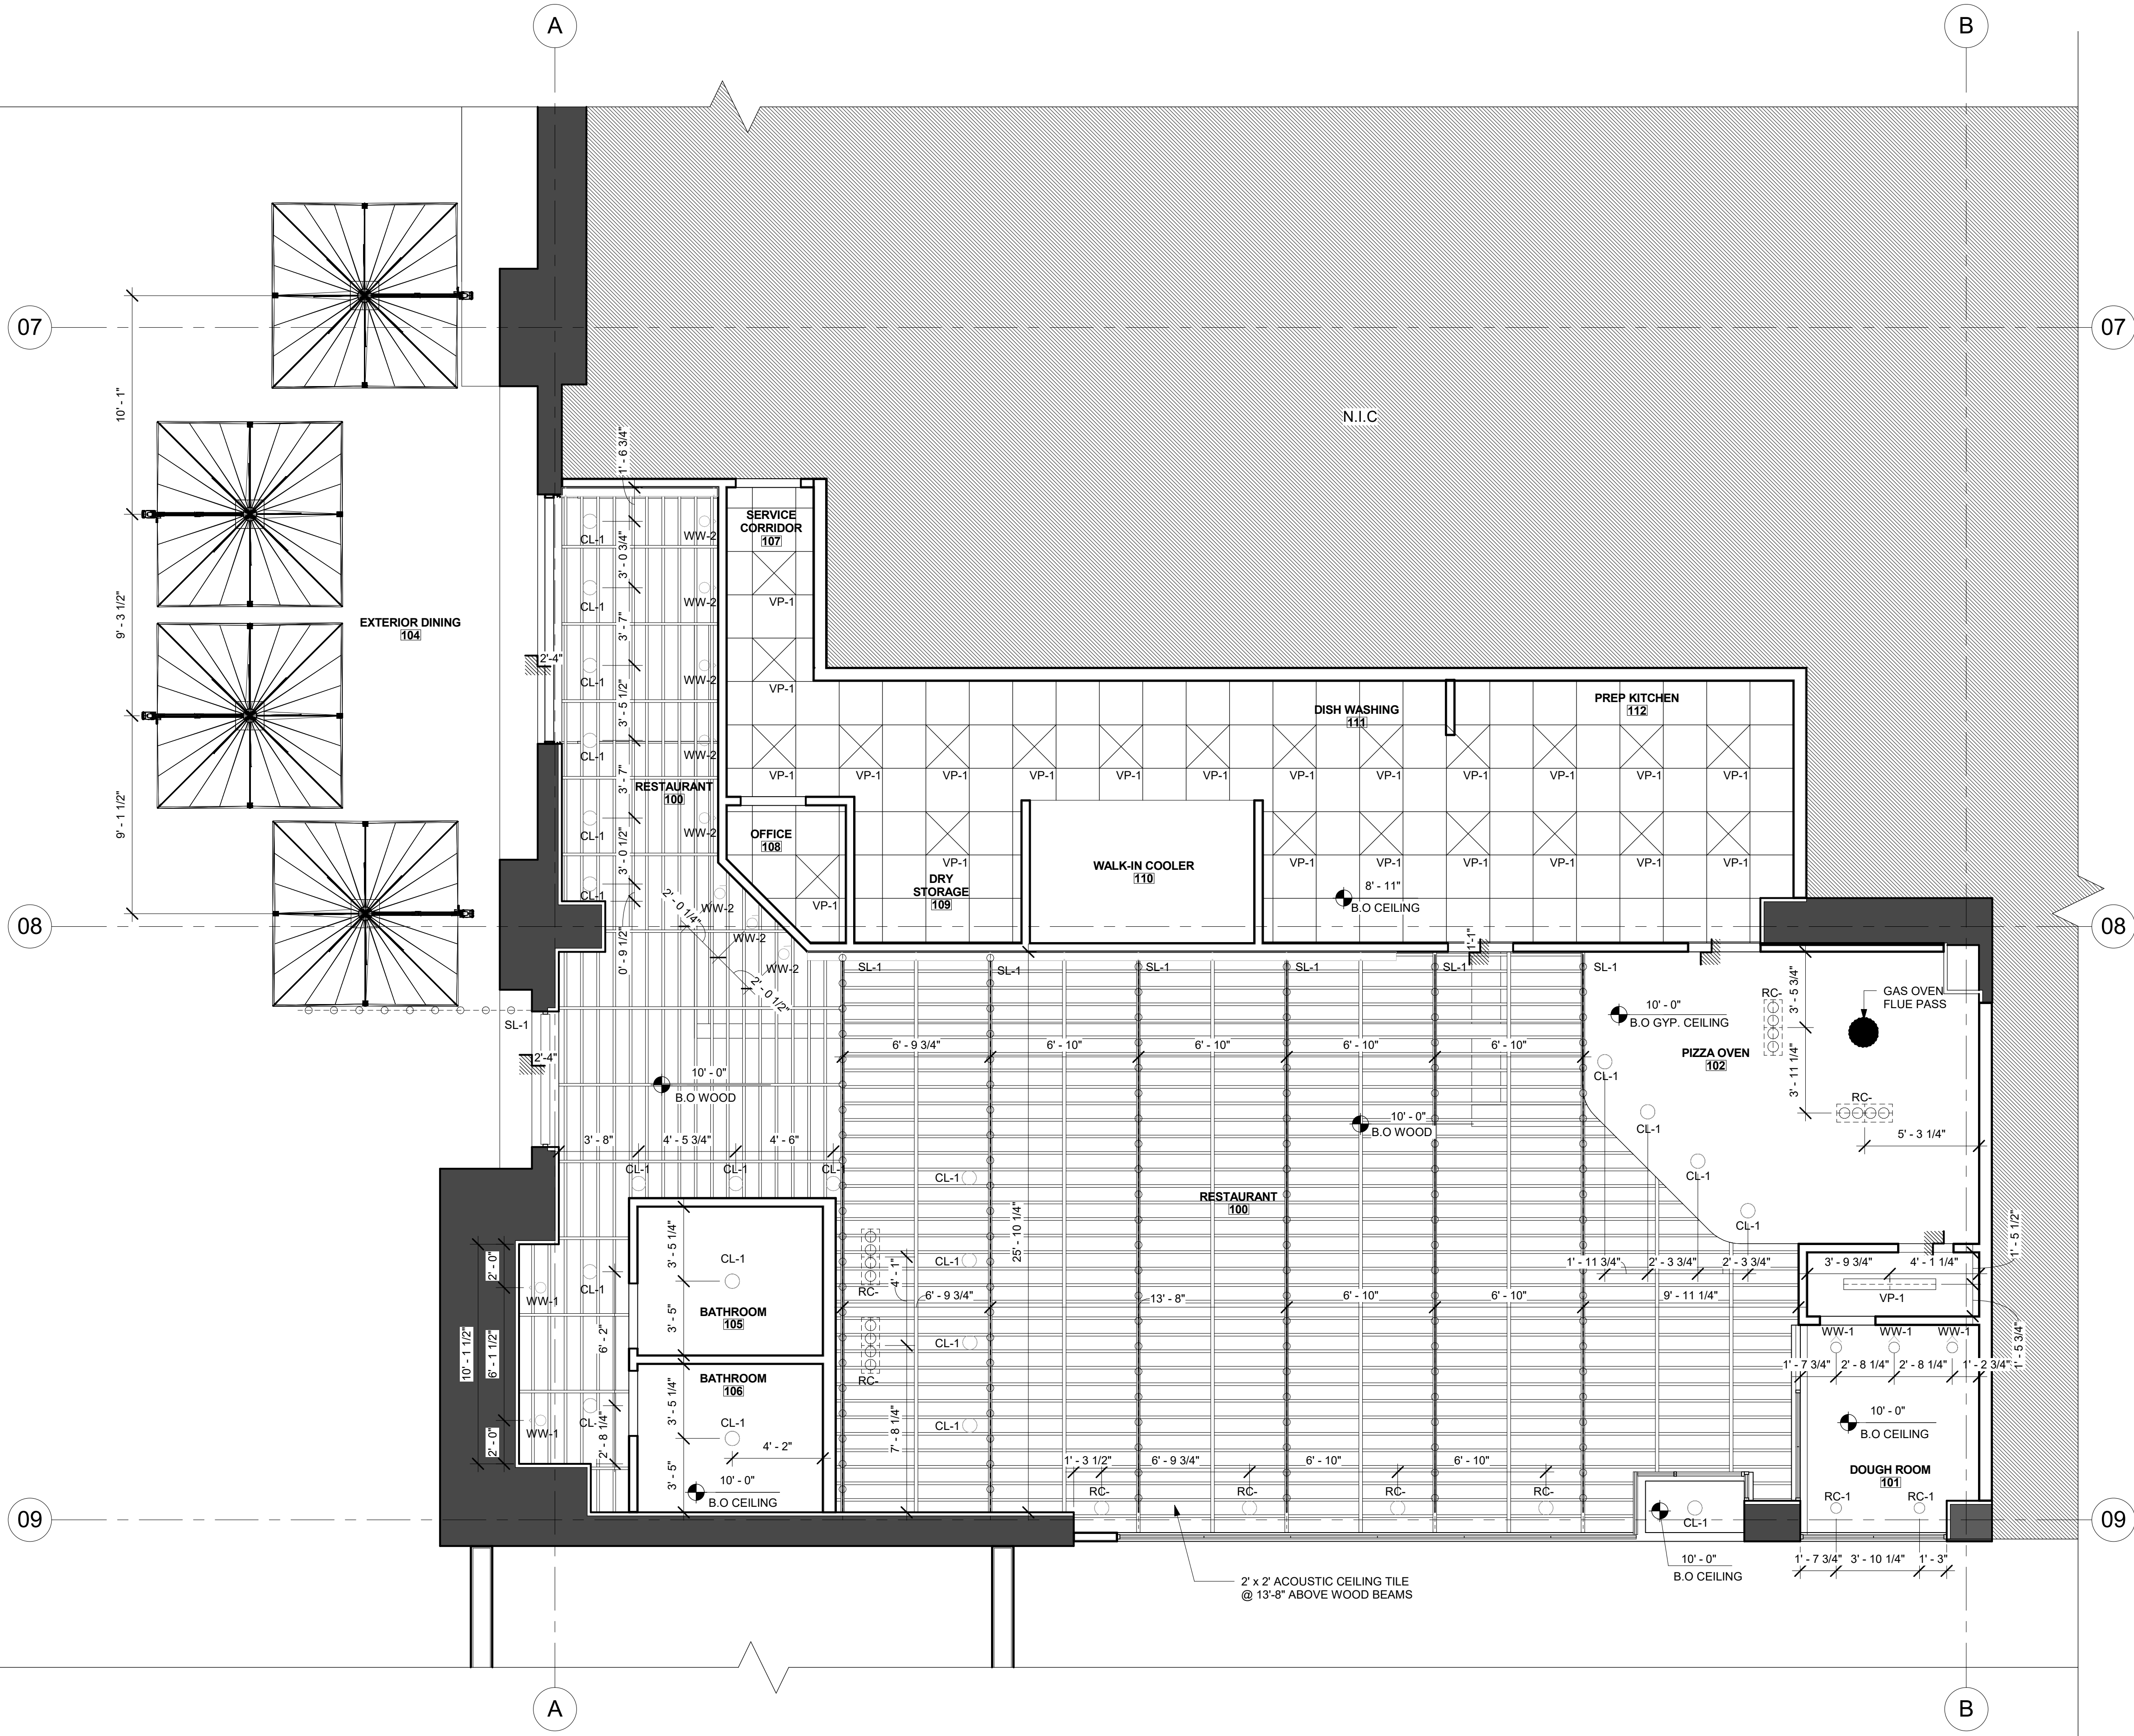 A
B
07
07
10' - 1"
N.I.C
1' - 6 3/4"
SERVICE
CORRIDOR
107
CL-1
WW-2
3' - 0 3/4"
VP-1
CL-1
WW-2
9' - 3 1/2"
EXTERIOR DINING
104
3' - 7"
2'-4"
CL-1
WW-2
VP-1
3' - 5 1/2"
DISH WASHING
111
PREP KITCHEN
112
CL-1
WW-2
VP-1
VP-1
VP-1
VP-1
VP-1
VP-1
VP-1
VP-1
VP-1
VP-1
VP-1
VP-1
9' - 1 1/2"
3' - 7"
RESTAURANT
100
CL-1
WW-2
OFFICE
108
3' - 0 1/2"
VP-1
VP-1
VP-1
VP-1
VP-1
VP-1
VP-1
WALK-IN COOLER
110
DRY
STORAGE
109
8' - 11"
B.O CEILING
CL-1
WW-2
VP-1
2' - 0 1/4"
08
08
0' - 9 1/2"
WW-2
WW-2
1'-1"
2' - 0 1/2"
SL-1
SL-1
SL-1
SL-1
SL-1
SL-1
RC-
3' - 5 3/4"
GAS OVEN
FLUE PASS
10' - 0"
B.O GYP. CEILING
SL-1
6' - 9 3/4"
6' - 10"
6' - 10"
6' - 10"
6' - 10"
PIZZA OVEN
102
2'-4"
10' - 0"
B.O WOOD
CL-1
3' - 11 1/4"
RC-
10' - 0"
B.O WOOD
CL-1
5' - 3 1/4"
3' - 8"
4' - 5 3/4"
4' - 6"
CL-1
CL-1
CL-1
CL-1
CL-1
RESTAURANT
100
CL-1
25' - 10 1/4"
3' - 5 1/4"
CL-1
CL-1
2' - 0"
WW-1
CL-1
RC-
4' - 1"
1' - 11 3/4"
2' - 3 3/4"
2' - 3 3/4"
3' - 9 3/4"
4' - 1 1/4"
1' - 5 1/2"
VP-1
6' - 9 3/4"
13' - 8"
6' - 10"
6' - 10"
9' - 11 1/4"
BATHROOM
105
3' - 5"
6' - 2"
10' - 1 1/2"
6' - 1 1/2"
CL-1
RC-
WW-1
WW-1
WW-1
1' - 5 3/4"
1' - 7 3/4"
2' - 8 1/4"
2' - 8 1/4"
1' - 2 3/4"
BATHROOM
106
3' - 5 1/4"
CL-1
CL-
WW-1
2' - 0"
2' - 8 1/4"
4' - 2"
7' - 8 1/4"
CL-1
10' - 0"
B.O CEILING
3' - 5"
10' - 0"
B.O CEILING
1' - 3 1/2"
6' - 9 3/4"
6' - 10"
6' - 10"
RC-
RC-
RC-
RC-
DOUGH ROOM
101
RC-1
RC-1
CL-1
09
09
10' - 0"
B.O CEILING
1' - 7 3/4"
3' - 10 1/4"
1' - 3"
2' x 2' ACOUSTIC CEILING TILE
@ 13'-8" ABOVE WOOD BEAMS
A
B